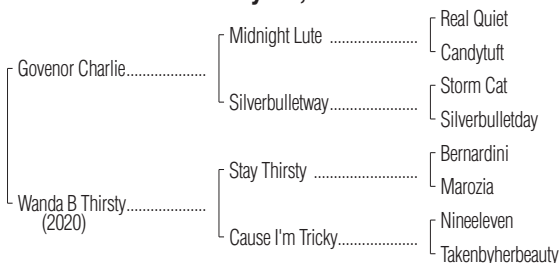 Govenor Charlie
Midnight Lute
Real Quiet
Candytuft
Silverbulletway
Storm Cat
Silverbulletday
Wanda B Thirsty
(2020)
Stay Thirsty
Bernardini
Marozia
Cause I'm Tricky
Nineeleven
Takenbyherbeauty